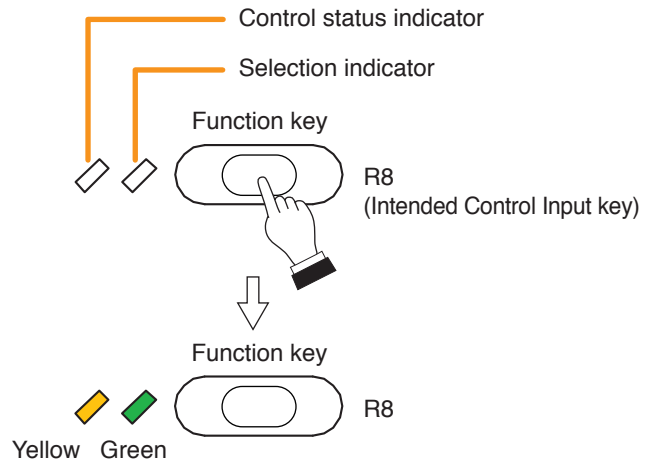 Control status indicator
Selection indicator
Function key
R8
(Intended Control Input key)
Function key
R8
Yellow Green